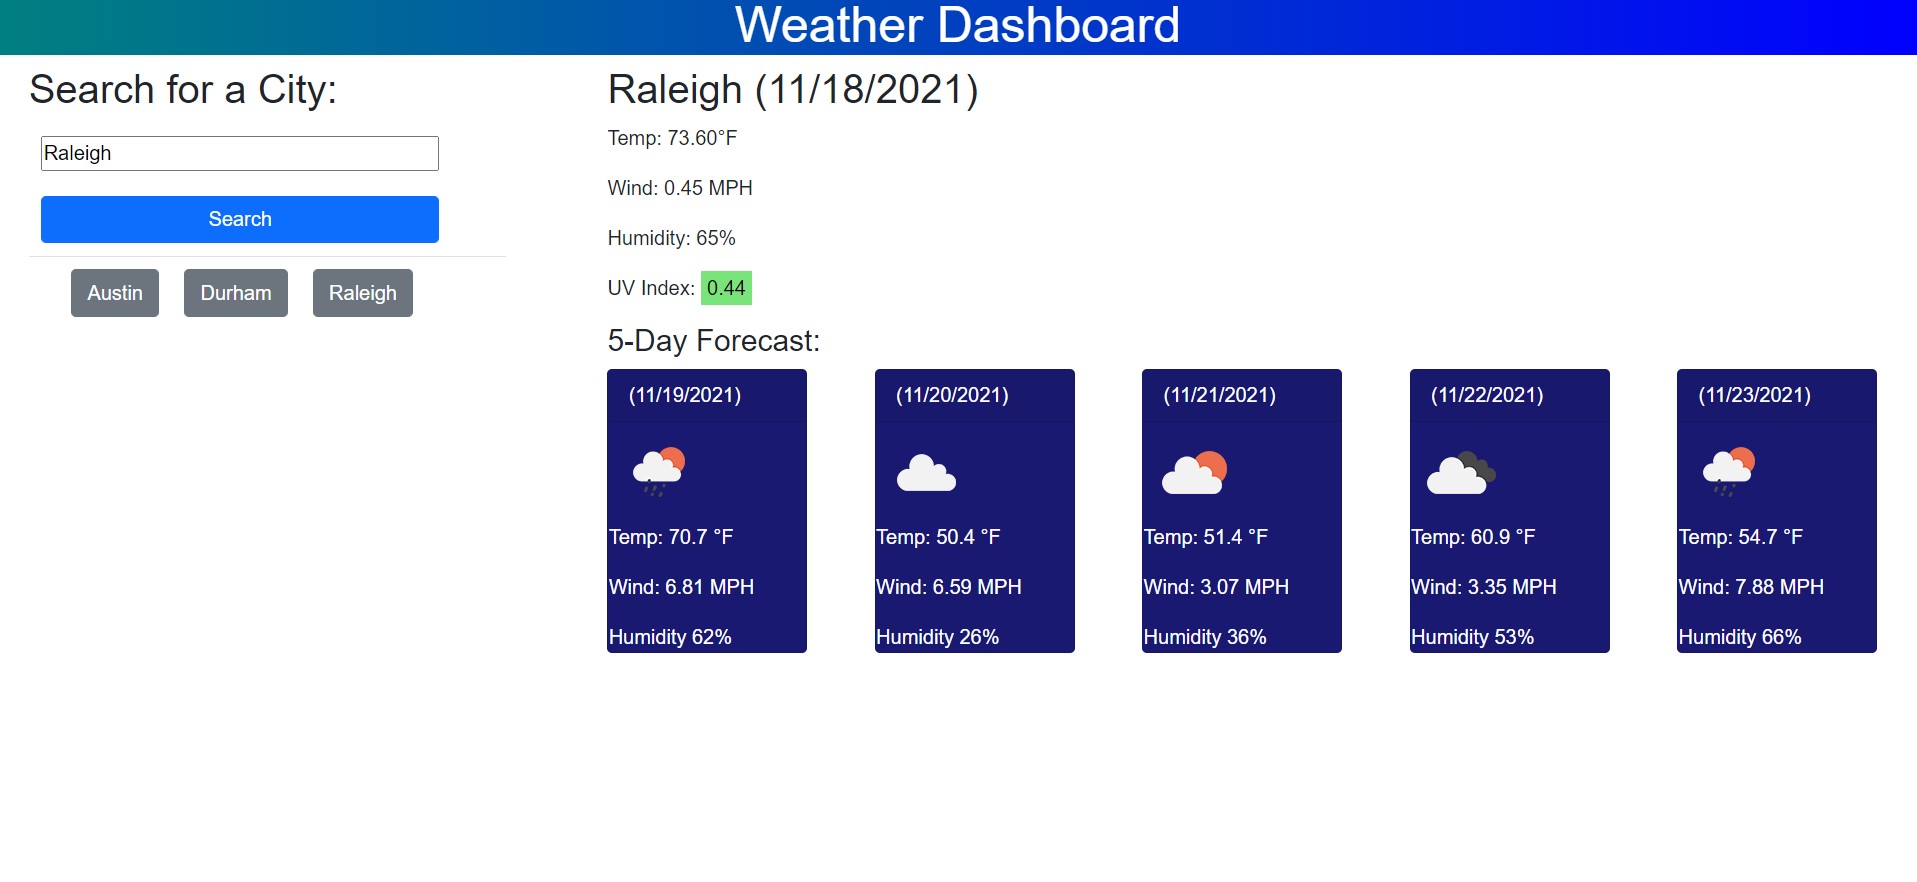 Weather Dashboard
Search for a City:
Raleigh
Search
Austin
Durham
Raleigh
Raleigh (11/18/2021)
Temp: 73.60°F
Wind: 0.45 MPH
Humidity: 65%
UV Index: 0.44
5-Day Forecast:
(11/19/2021)
Temp: 70.7 °F
Wind: 6.81 MPH
Humidity 62%
(11/20/2021)
Temp: 50.4 °F
Wind: 6.59 MPH
Humidity 26%
(11/21/2021)
Temp: 51.4 °F
Wind: 3.07 MPH
Humidity 36%
(11/22/2021)
Temp: 60.9 °F
Wind: 3.35 MPH
Humidity 53%
(11/23/2021)
Temp: 54.7 °F
Wind: 7.88 MPH
Humidity 66%